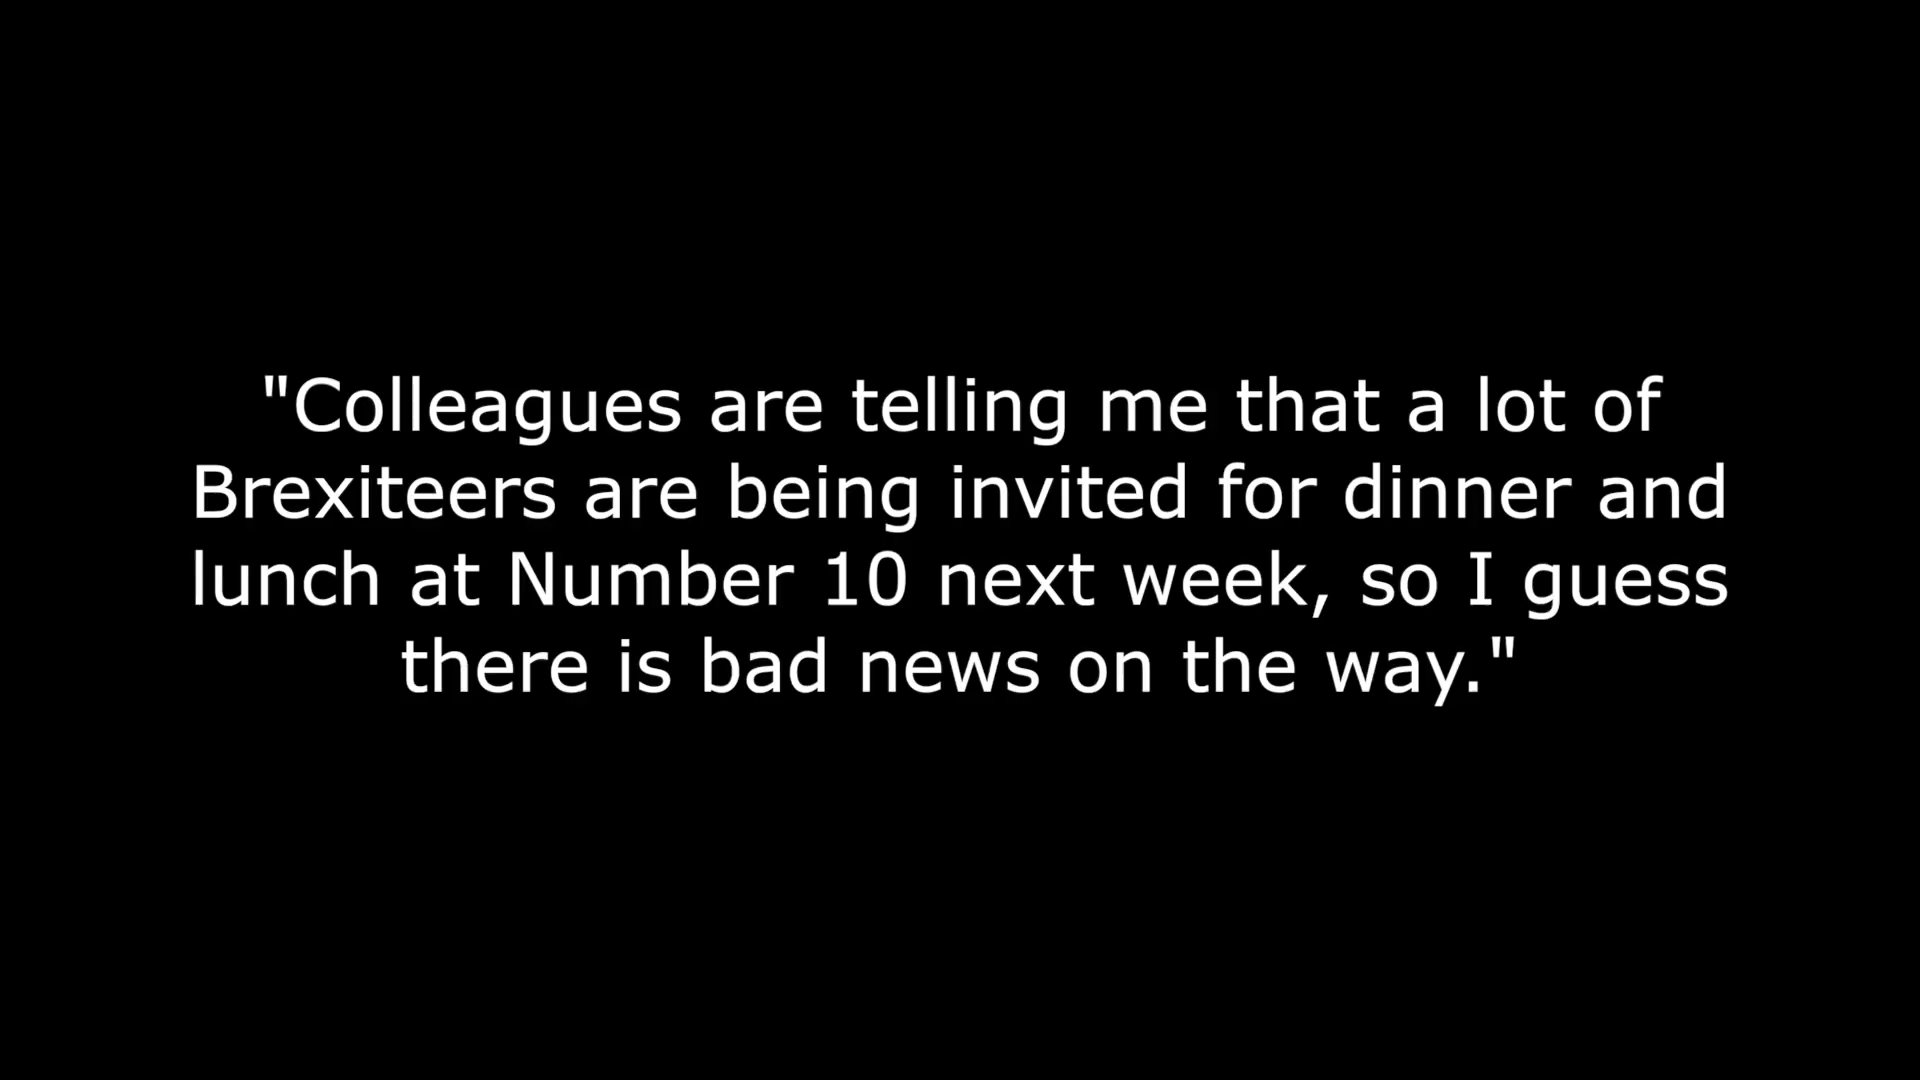 "Colleagues are telling me that a lot of
Brexiteers are being invited for dinner and
lunch at Number 10 next week, so I guess
there is bad news on the way."